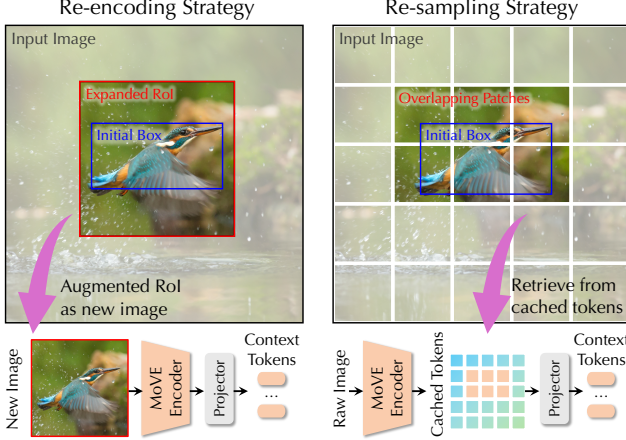 Re-encoding Strategy
Input Image
Expanded RoI
Initial Box
Augmented RoI
as new image
New Image
MoVE
Encoder
Projector
Context
Tokens
...
Re-sampling Strategy
Input Image
Overlapping Patches
Initial Box
Retrieve from
cached tokens
Raw Image
MoVE
Encoder
Cached Tokens
Projector
Context
Tokens
...